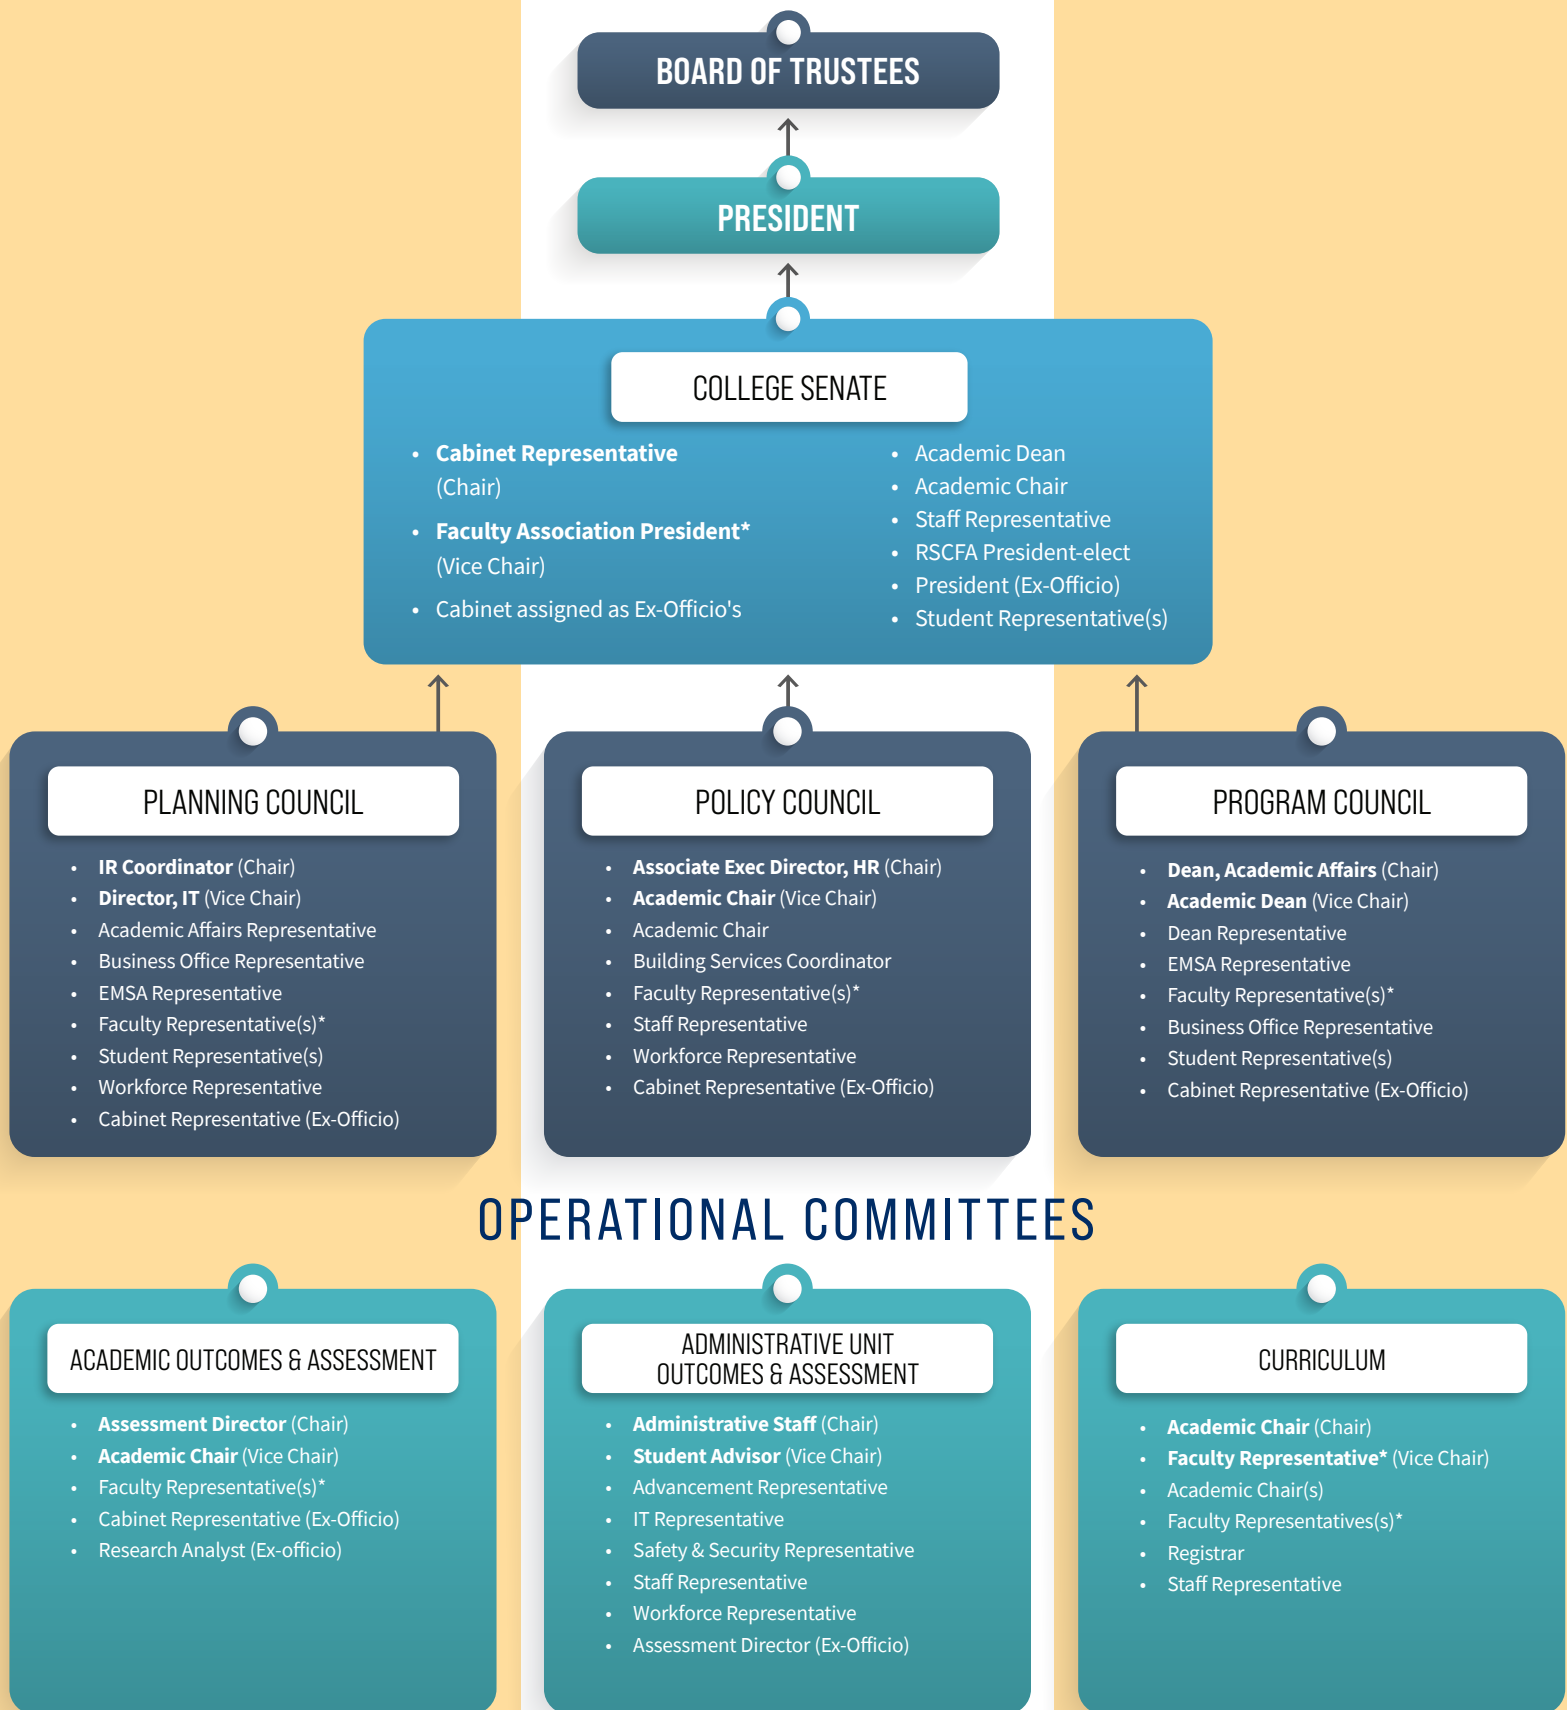 BOARD OF TRUSTEES
PRESIDENT
COLLEGE SENATE
• Cabinet Representative
(Chair)
• Faculty Association President*
(Vice Chair)
• Cabinet assigned as Ex-Officio's
• Academic Dean
• Academic Chair
• Staff Representative
• RSCFA President-elect
• President (Ex-Officio)
• Student Representative(s)
PLANNING COUNCIL
• IR Coordinator (Chair)
• Director, IT (Vice Chair)
• Academic Affairs Representative
• Business Office Representative
• EMSA Representative
• Faculty Representative(s)*
• Student Representative(s)
• Workforce Representative
• Cabinet Representative (Ex-Officio)
POLICY COUNCIL
• Associate Exec Director, HR (Chair)
• Academic Chair (Vice Chair)
• Academic Chair
• Building Services Coordinator
• Faculty Representative(s)*
• Staff Representative
• Workforce Representative
• Cabinet Representative (Ex-Officio)
PROGRAM COUNCIL
• Dean, Academic Affairs (Chair)
• Academic Dean (Vice Chair)
• Dean Representative
• EMSA Representative
• Faculty Representative(s)*
• Business Office Representative
• Student Representative(s)
• Cabinet Representative (Ex-Officio)
OPERATIONAL COMMITTEES
ACADEMIC OUTCOMES & ASSESSMENT
• Assessment Director (Chair)
• Academic Chair (Vice Chair)
• Faculty Representative(s)*
• Cabinet Representative (Ex-Officio)
• Research Analyst (Ex-officio)
ADMINISTRATIVE UNIT
OUTCOMES & ASSESSMENT
• Administrative Staff (Chair)
• Student Advisor (Vice Chair)
• Advancement Representative
• IT Representative
• Safety & Security Representative
• Staff Representative
• Workforce Representative
• Assessment Director (Ex-Officio)
CURRICULUM
• Academic Chair (Chair)
• Faculty Representative* (Vice Chair)
• Academic Chair(s)
• Faculty Representatives(s)*
• Registrar
• Staff Representative